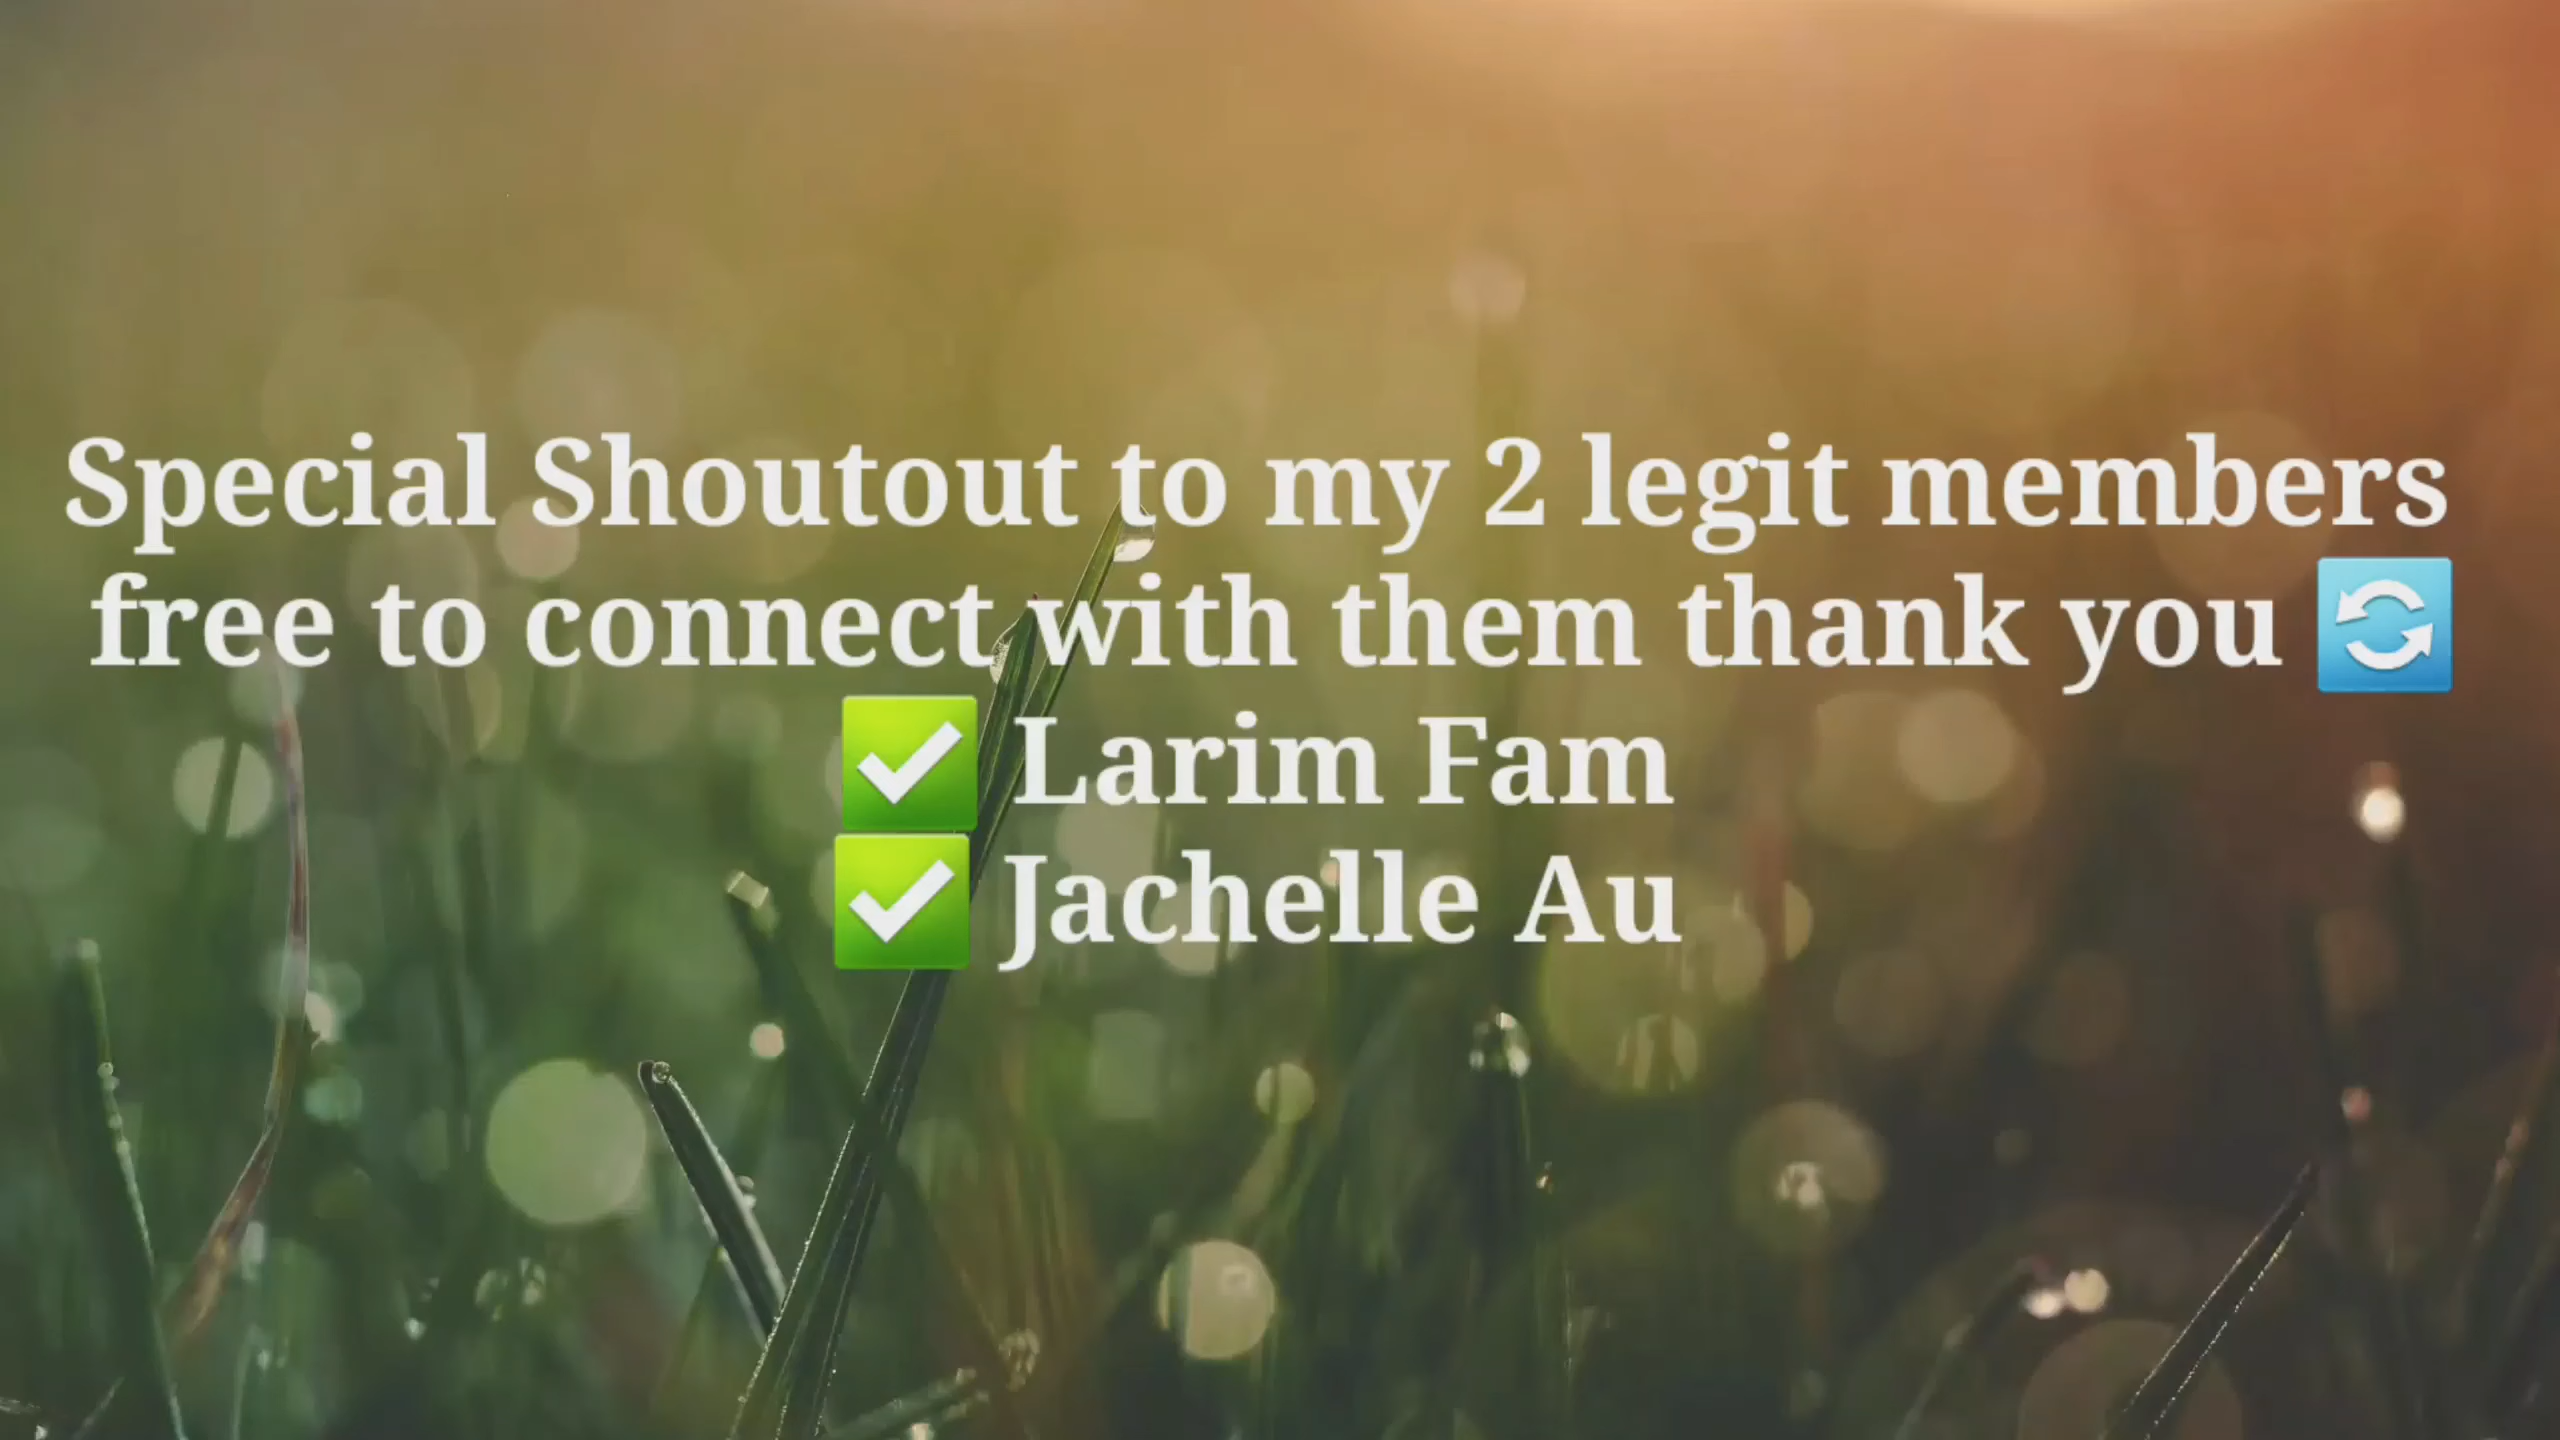 Special Shoutout to my 2 legit members
free to connect with them thank you 🔄
✅ Larim Fam
✅ Jachelle Au